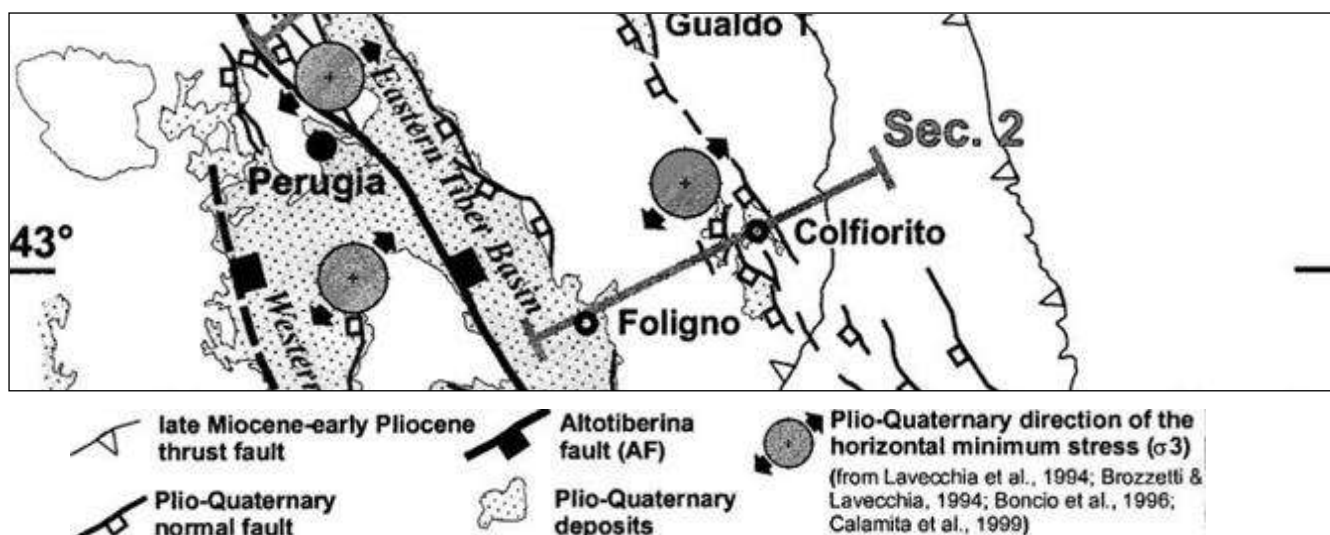 Gualdo 1
Eastern Tiber Basin
Sec. 2
Perugia
43°
Colfiorito
Western
Foligno
late Miocene-early Pliocene
thrust fault
Plio-Quaternary
normal fault
Altotiberina
fault (AF)
Plio-Quaternary
deposits
Plio-Quaternary direction of the
horizontal minimum stress (σ3)
(from Lavecchia et al., 1994; Brozzetti &
Lavecchia, 1994; Boncio et al., 1996;
Calamita et al., 1999)